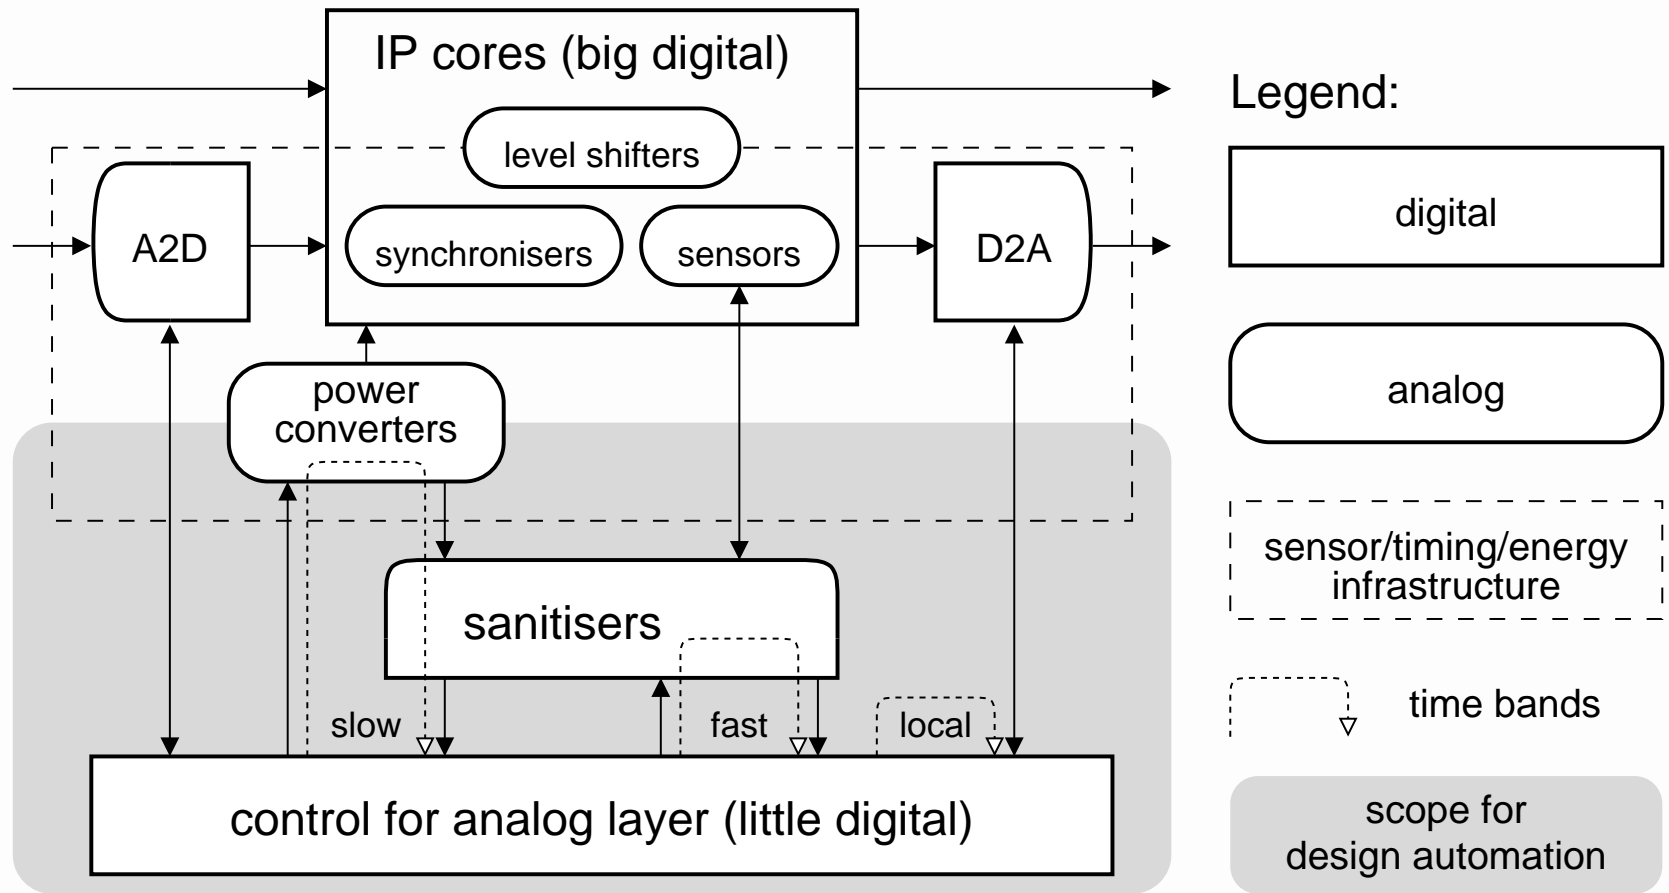 IP cores (big digital)
level shifters
A2D
synchronisers
sensors
D2A
power
converters
sanitisers
slow
fast
local
control for analog layer (little digital)
Legend:
digital
analog
sensor/timing/energy
infrastructure
time bands
scope for
design automation